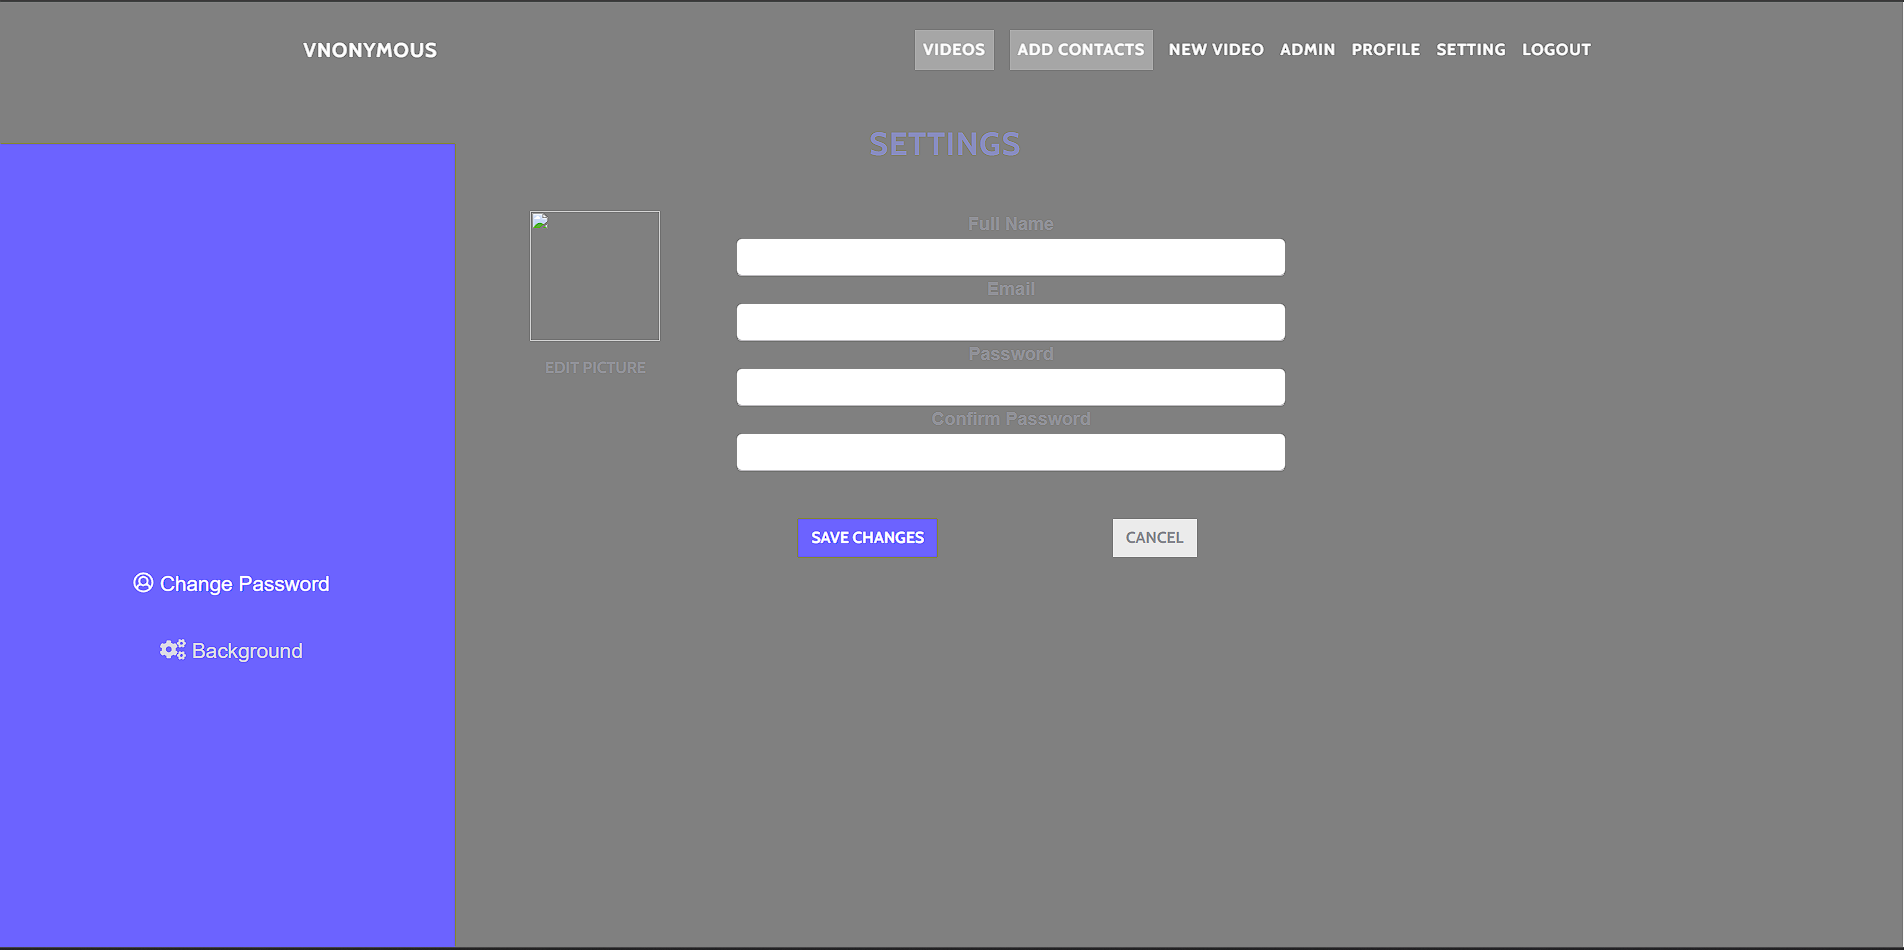 VNONYMOUS
VIDEOS ADD CONTACTS NEW VIDEO ADMIN PROFILE SETTING LOGOUT
SETTINGS
Full Name
Email
Password
Confirm Password
EDIT PICTURE
SAVE CHANGES CANCEL
Change Password
Background